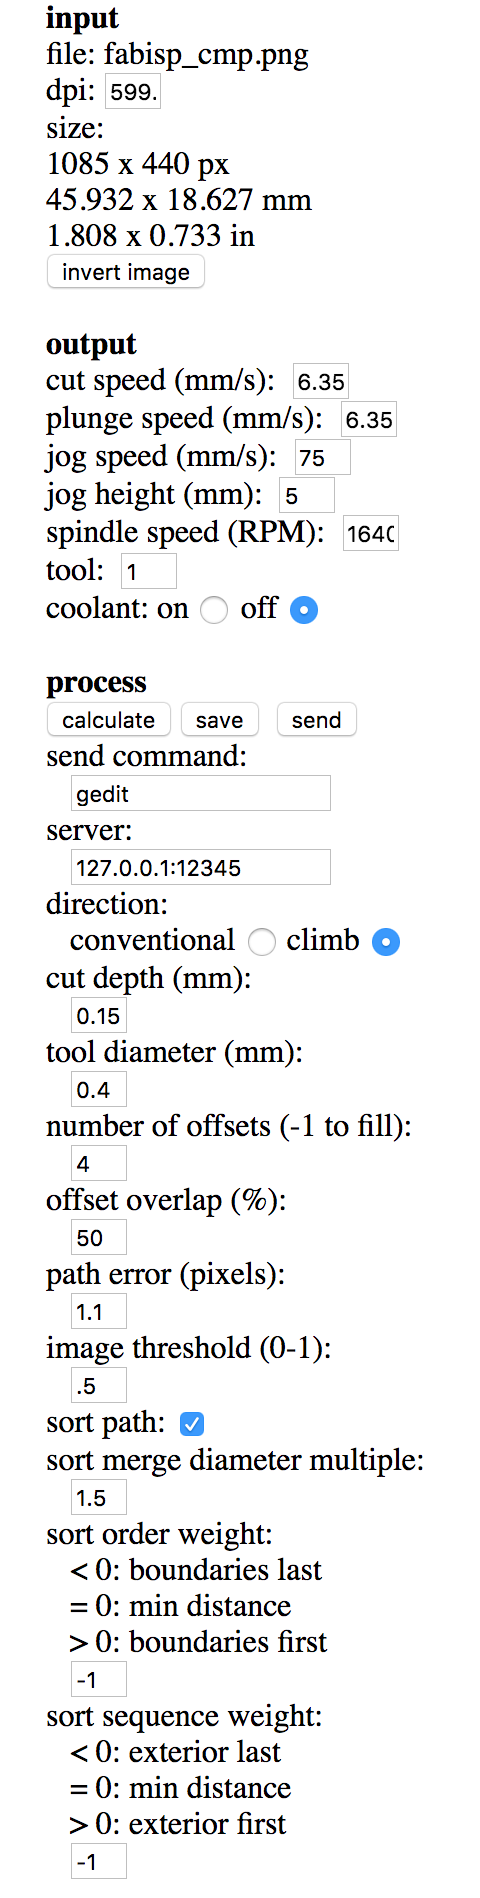 input
file: fabisp_cmp.png
dpi: 599.
size:
1085 x 440 px
45.932 x 18.627 mm
1.808 x 0.733 in
invert image
output
cut speed (mm/s): 6.35
plunge speed (mm/s): 6.35
jog speed (mm/s): 75
jog height (mm): 5
spindle speed (RPM): 1640
tool: 1
coolant: on off
process
calculate save send
send command:
gedit
server:
127.0.0.1:12345
direction:
conventional climb
cut depth (mm):
0.15
tool diameter (mm):
0.4
number of offsets (-1 to fill):
4
offset overlap (%):
50
path error (pixels):
1.1
image threshold (0-1):
.5
sort path:
sort merge diameter multiple:
1.5
sort order weight:
< 0: boundaries last
= 0: min distance
> 0: boundaries first
-1
sort sequence weight:
< 0: exterior last
= 0: min distance
> 0: exterior first
-1